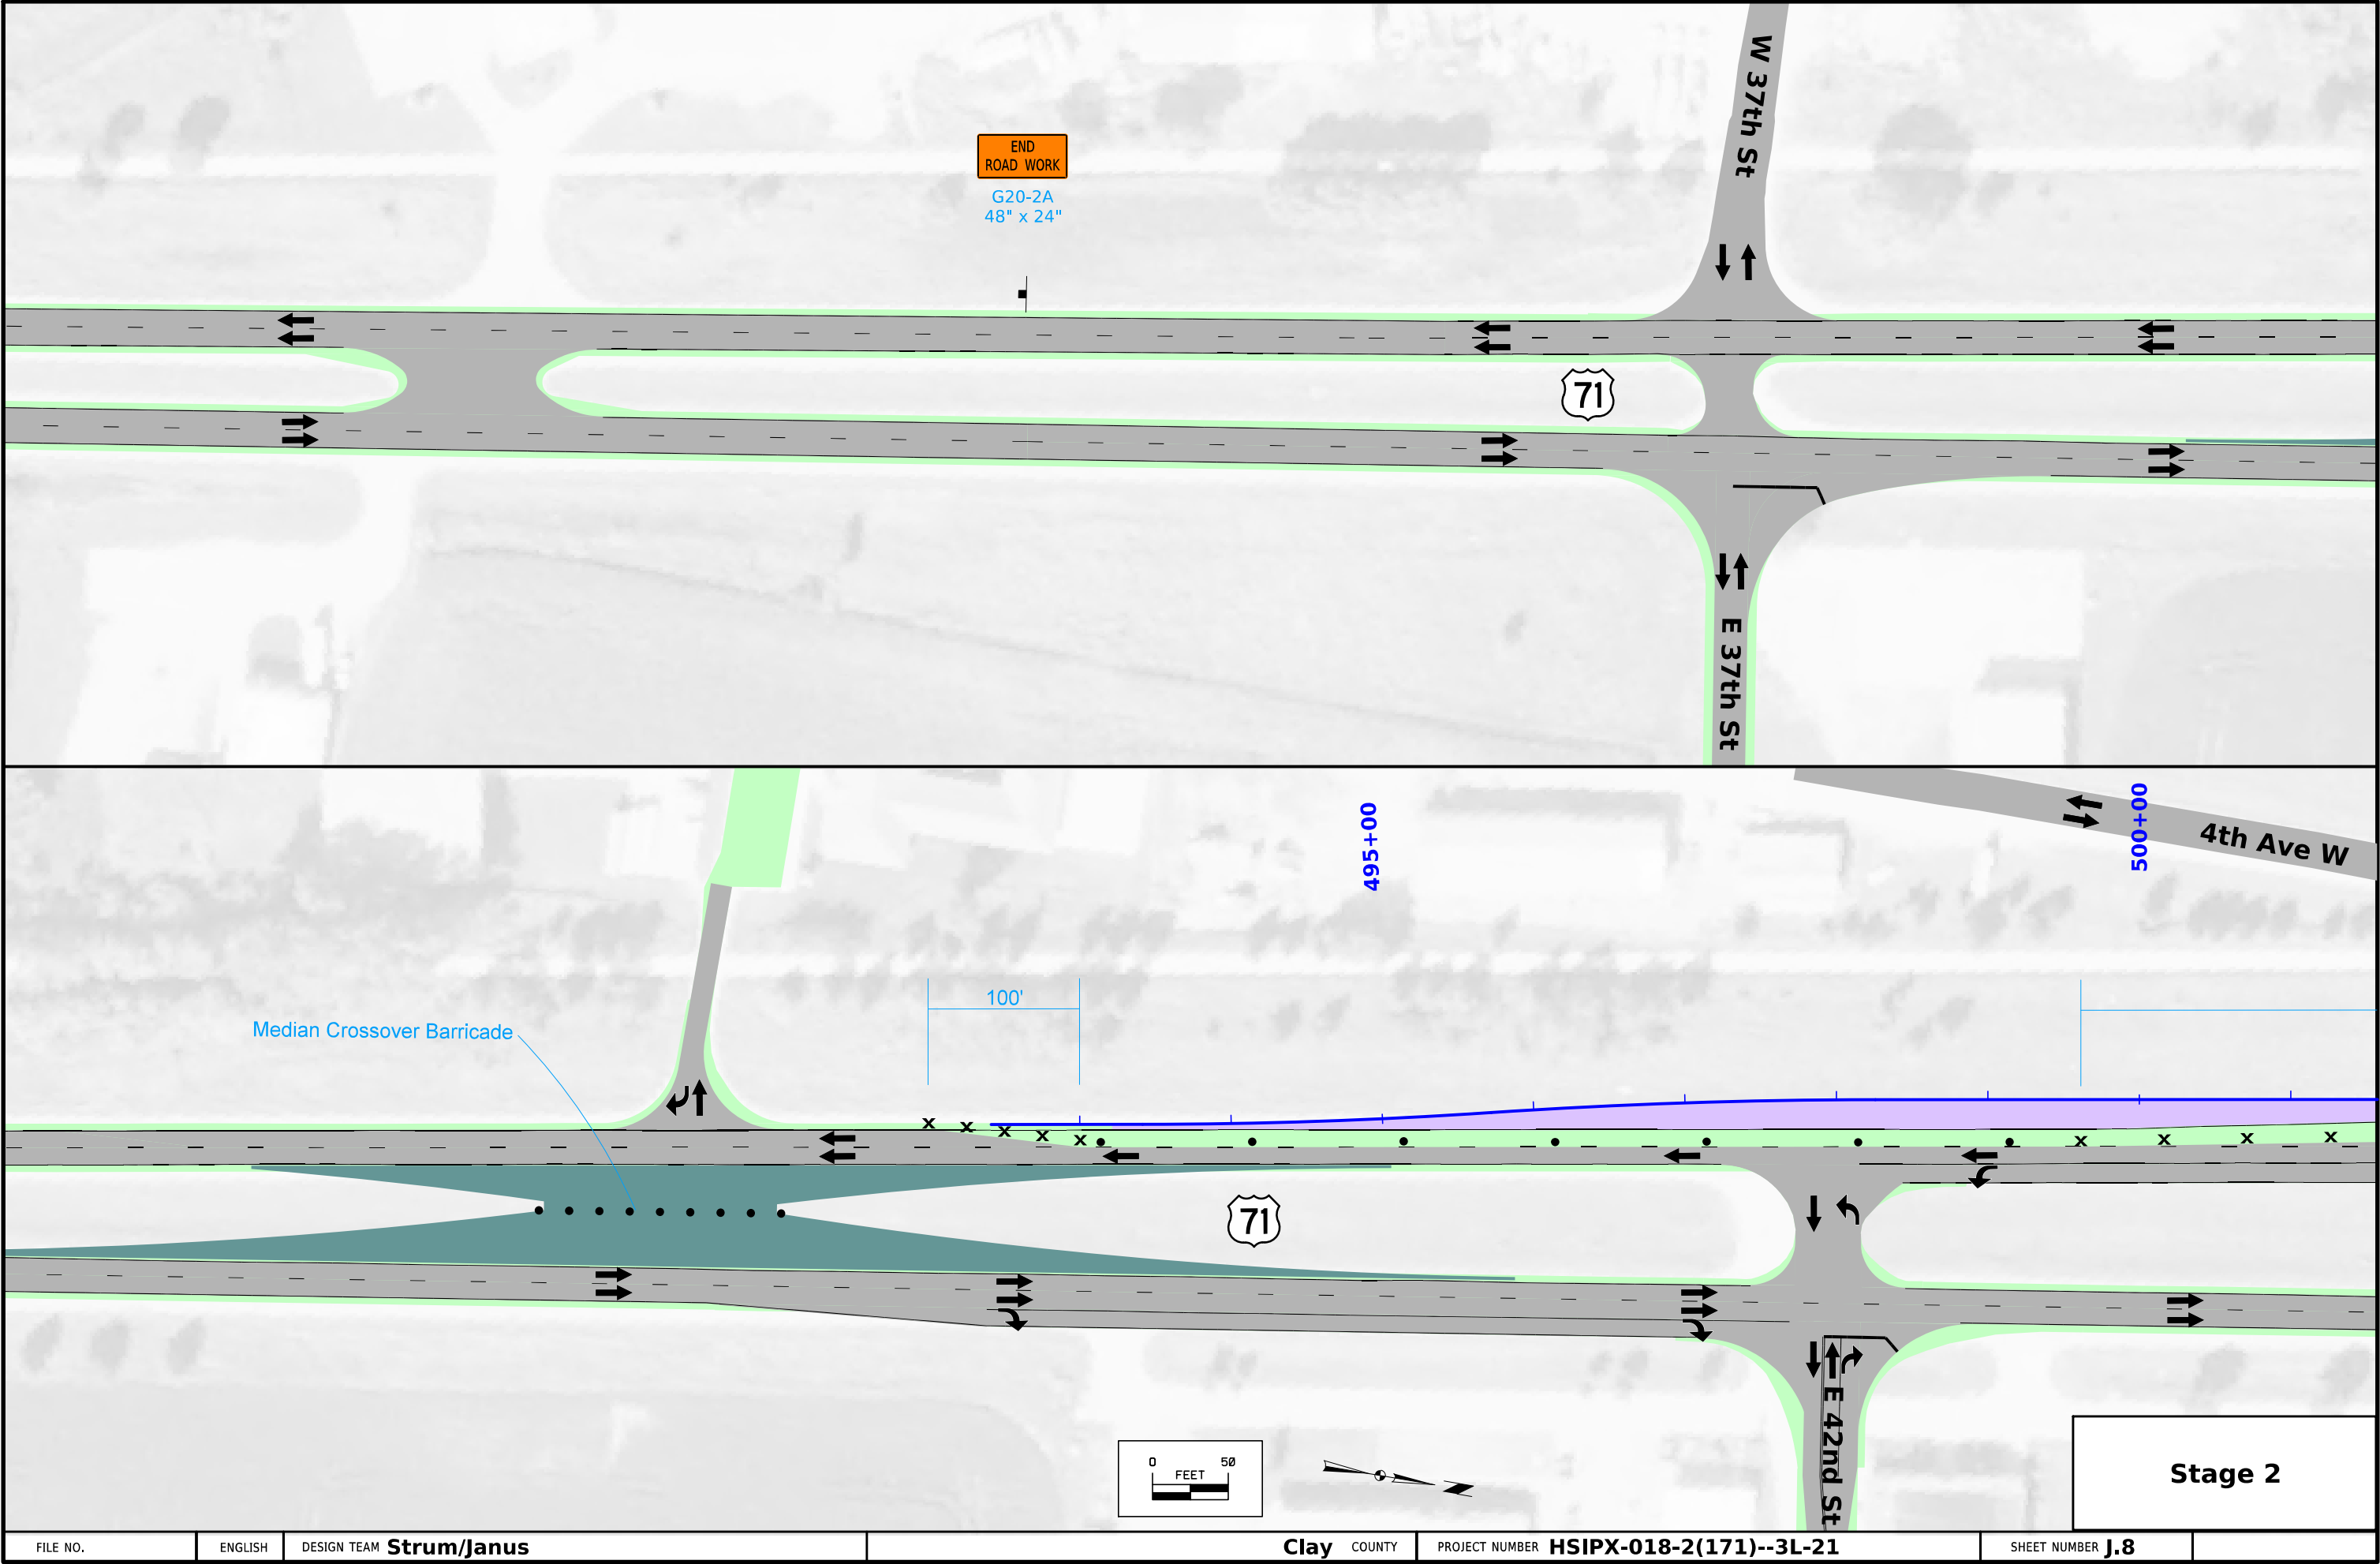 W 37th St
END
ROAD WORK
G20-2A
48" x 24"
71
E 37th St
495+00
500+00
4th Ave W
100'
Median Crossover Barricade
71
E 42nd St
0 50
FEET
Stage 2
FILE NO. ENGLISH DESIGN TEAM Strum/Janus Clay COUNTY PROJECT NUMBER HSIPX-018-2(171)--3L-21 SHEET NUMBER J.8